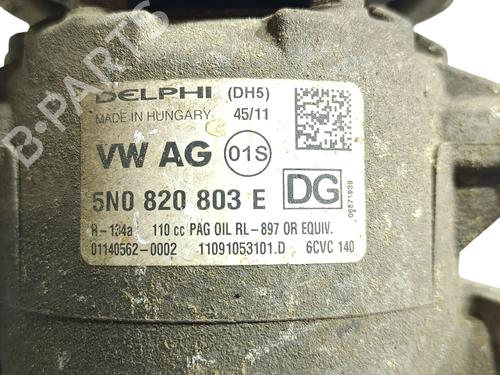 B-PARTS
DELPHI (DH5)
MADE IN HUNGARY 45/11
VW AG 01S
5N0 820 803 E DG
06571939
R-134a 110 cc PAG OIL RL-897 OR EQUIV.
01140562-0002 11091053101.D 6CVC 140